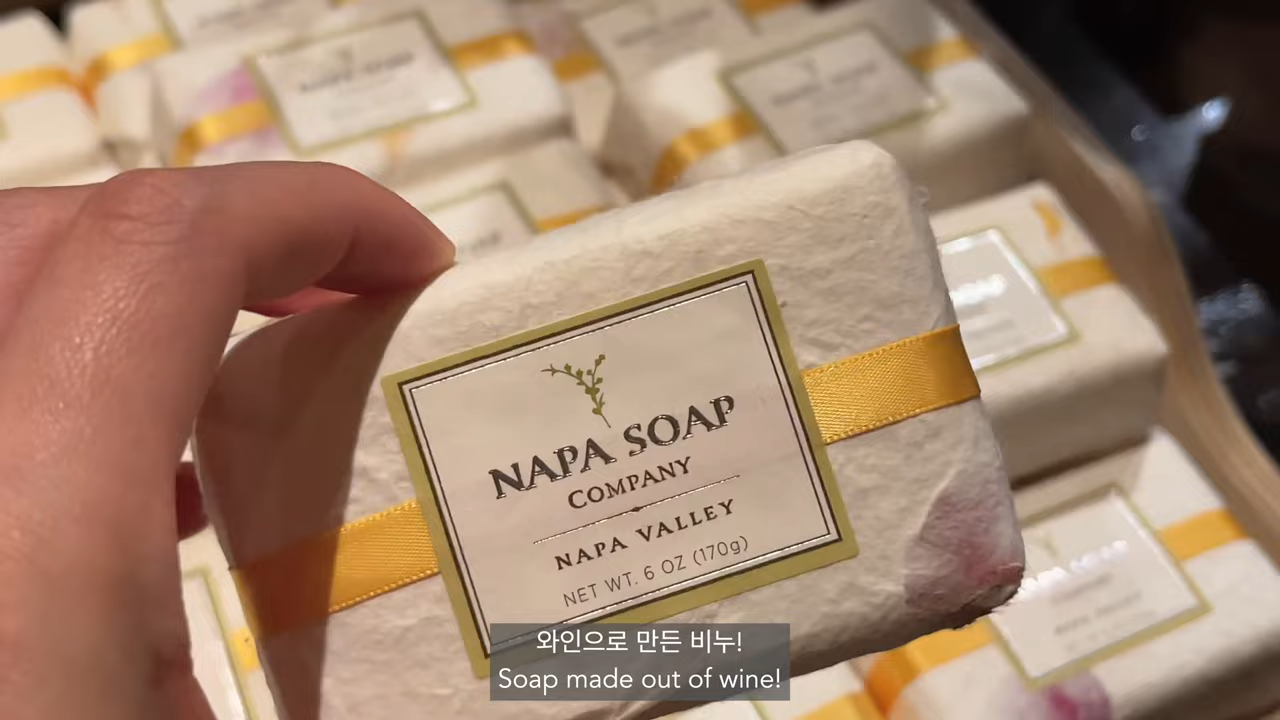 NAPA SOAP
COMPANY
NAPA VALLEY
NET WT. 6 OZ (170g)
와인으로 만든 비누!
Soap made out of wine!